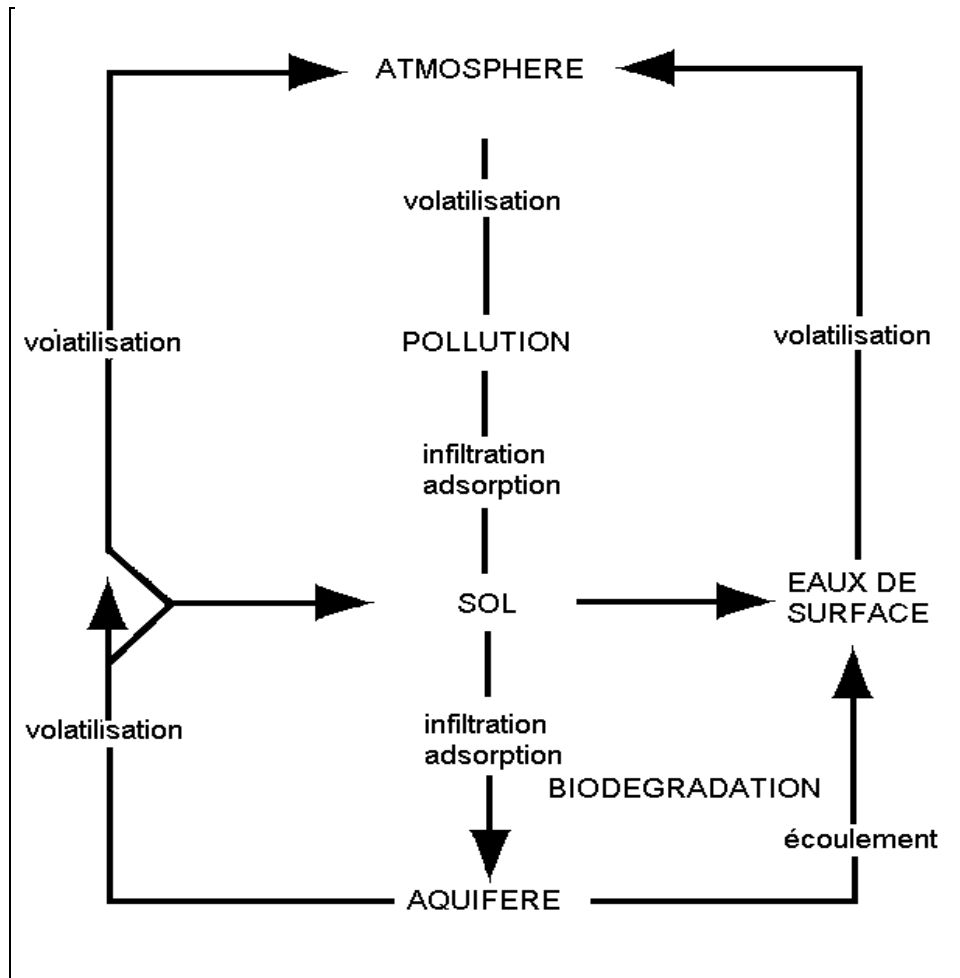 ATMOSPHERE
volatilisation
volatilisation
POLLUTION
volatilisation
infiltration
adsorption
SOL
EAUX DE
SURFACE
volatilisation
infiltration
adsorption
BIODEGRADATION
écoulement
AQUIFERE